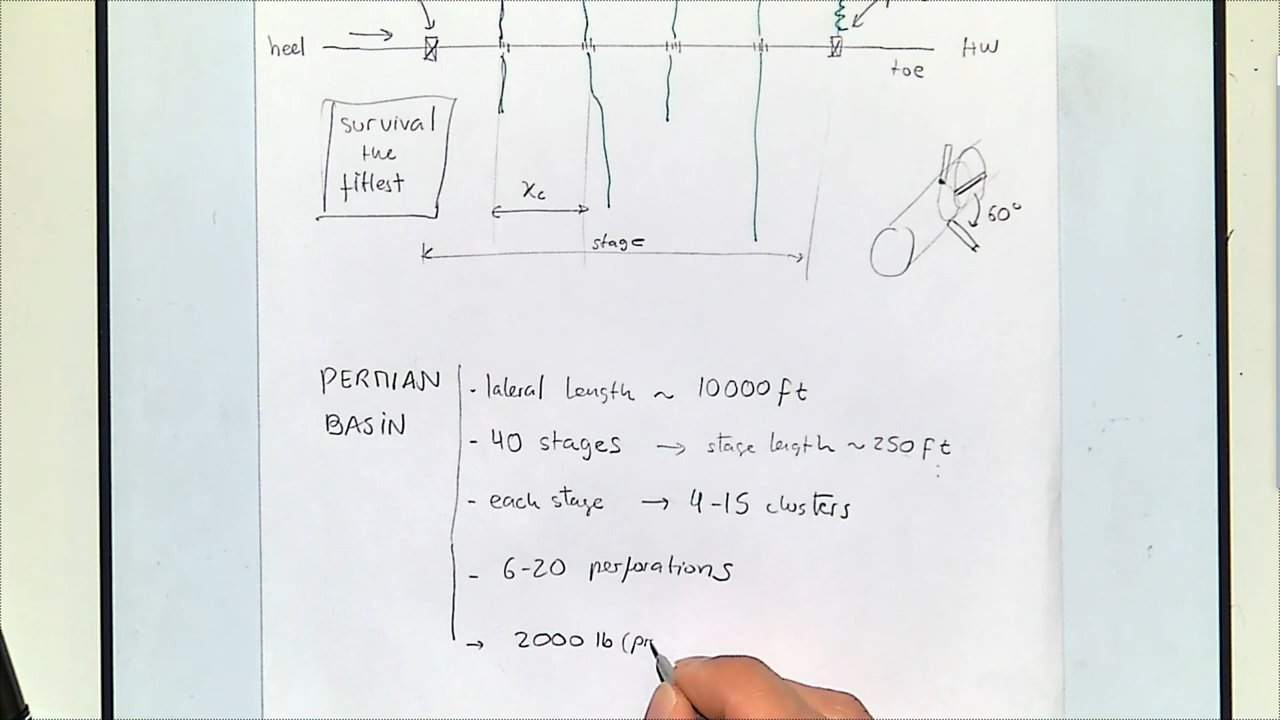 heel
HW
toe
survival
the
fittest
Xc
60°
stage
PERMIAN
BASIN
- lateral length ~ 10000 ft
- 40 stages → stage length ~ 250 ft
- each stage → 4-15 clusters
- 6-20 perforations
→ 2000 lb (pr